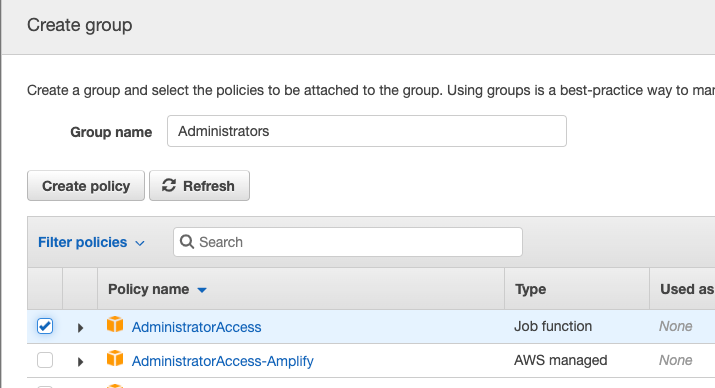 Create group
Create a group and select the policies to be attached to the group. Using groups is a best-practice way to
Group name Administrators
Create policy Refresh
Filter policies Search
Policy name Type Used as
AdministratorAccess Job function None
AdministratorAccess-Amplify AWS managed None